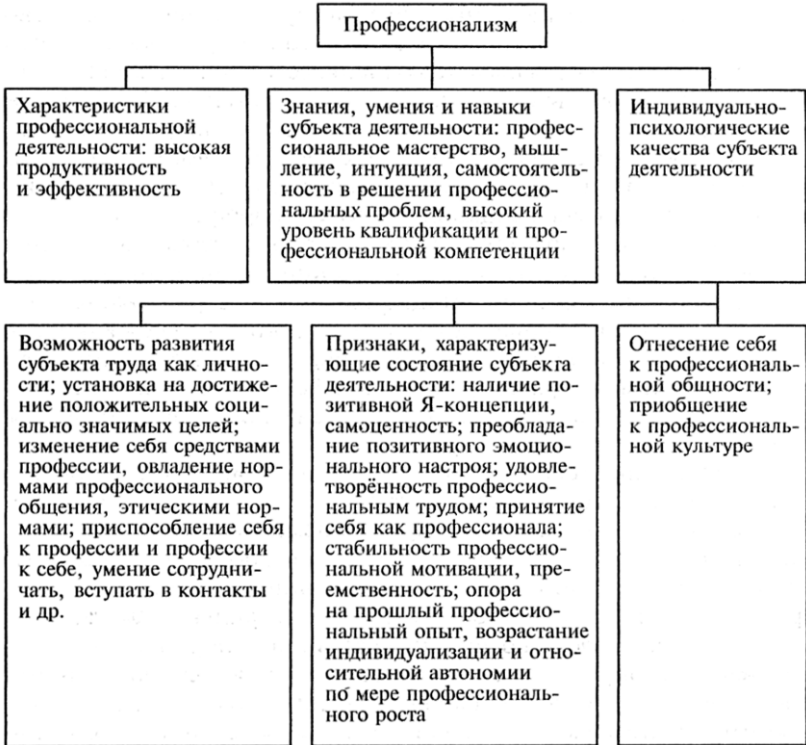 Профессионализм
Характеристики
профессиональной
деятельности: высокая
продуктивность
и эффективность
Знания, умения и навыки
субъекта деятельности: профес-
сиональное мастерство, мыш-
ление, интуиция, самостоятель-
ность в решении профессио-
нальных проблем, высокий
уровень квалификации и про-
фессиональной компетенции
Индивидуально-
психологические
качества субъекта
деятельности
Возможность развития
субъекта труда как лично-
сти; установка на достиже-
ние положительных соци-
ально значимых целей;
изменение себя средствами
профессии, овладение нор-
мами профессионального
общения, этическими нор-
мами; приспособление себя
к профессии и профессии
к себе, умение сотрудни-
чать, вступать в контакты
и др.
Признаки, характеризу-
ющие состояние субъекта
деятельности: наличие по-
зитивной Я-концепции,
самоценность; преоблада-
ние позитивного эмоцио-
нального настроя; удовле-
творённость профессио-
нальным трудом; принятие
себя как профессионала;
стабильность профессио-
нальной мотивации, пре-
емственность; опора
на прошлый профессио-
нальный опыт, возрастание
индивидуализации и отно-
сительной автономии
по мере профессиональ-
ного роста
Отнесение себя
к профессиональ-
ной общности;
приобщение
к профессиональ-
ной культуре